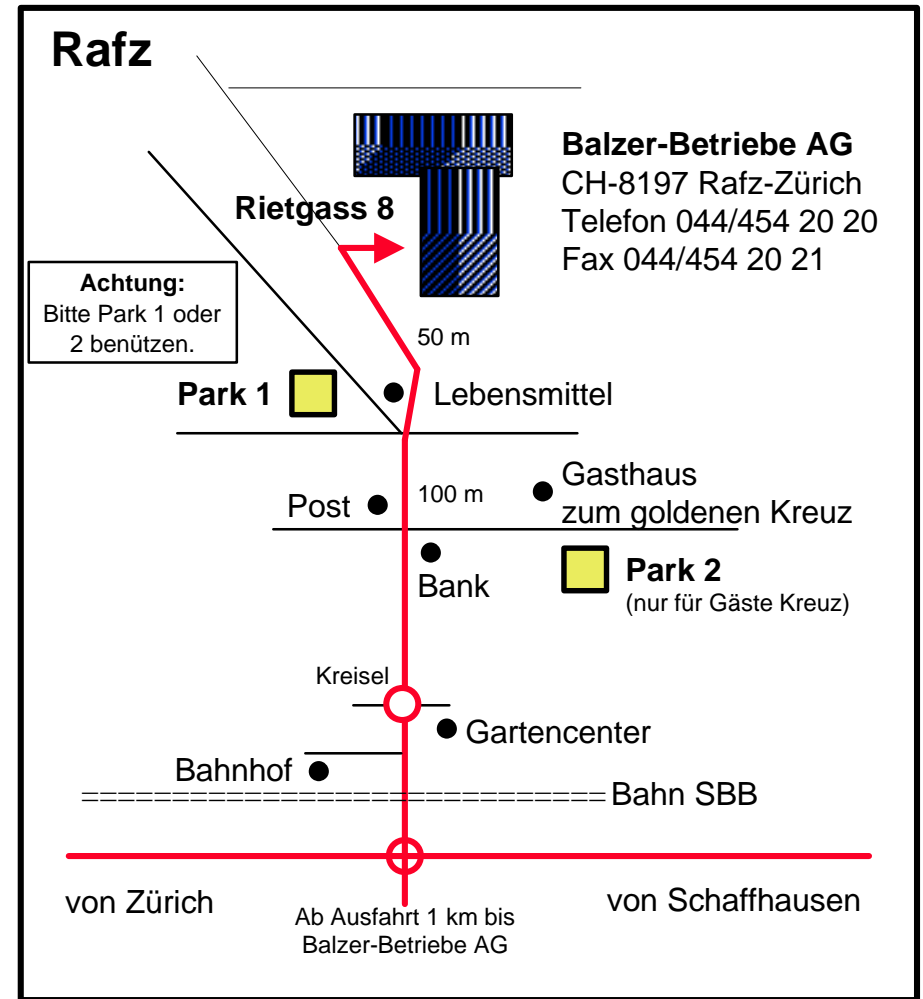 Rafz
Balzer-Betriebe AG
CH-8197 Rafz-Zürich
Telefon 044/454 20 20
Fax 044/454 20 21
Rietgass 8
Achtung:
Bitte Park 1 oder
2 benützen.
50 m
Park 1
Lebensmittel
Post
100 m
Gasthaus
zum goldenen Kreuz
Bank
Park 2
(nur für Gäste Kreuz)
Kreisel
Gartencenter
Bahnhof
Bahn SBB
von Zürich
von Schaffhausen
Ab Ausfahrt 1 km bis
Balzer-Betriebe AG